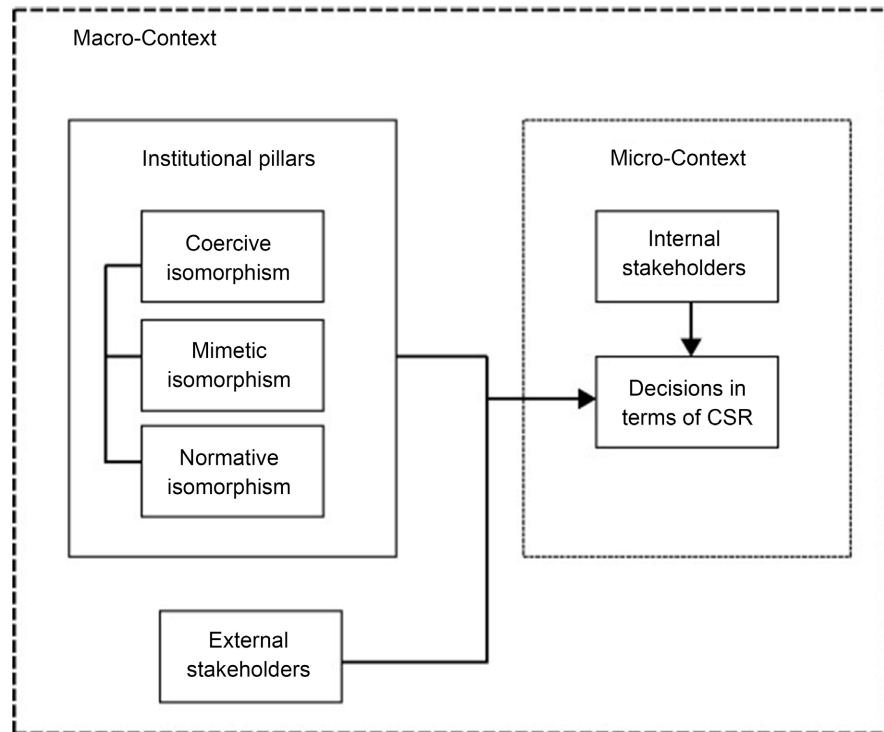 Macro-Context
Institutional pillars
Coercive
isomorphism
Mimetic
isomorphism
Normative
isomorphism
External
stakeholders
Micro-Context
Internal
stakeholders
Decisions in
terms of CSR